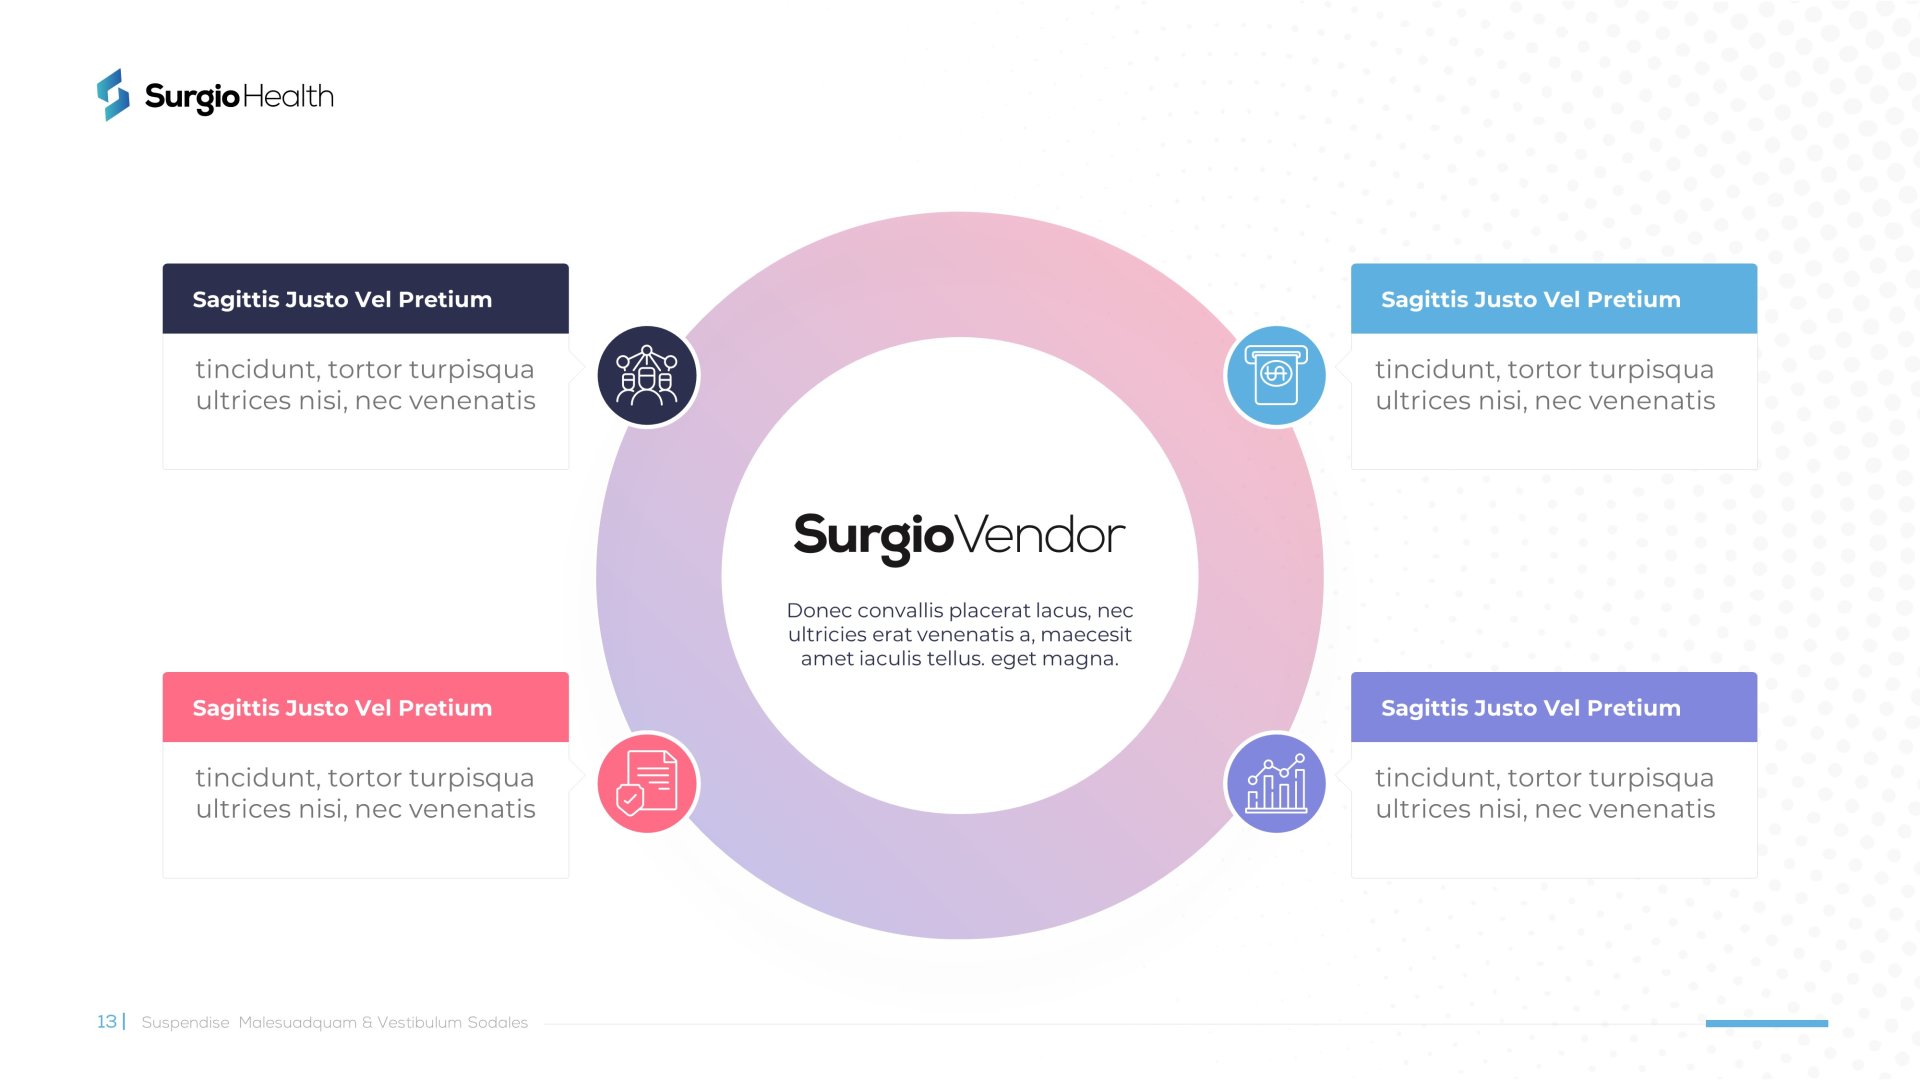 SurgioHealth
Sagittis Justo Vel Pretium
tincidunt, tortor turpisqua
ultrices nisi, nec venenatis
Sagittis Justo Vel Pretium
tincidunt, tortor turpisqua
ultrices nisi, nec venenatis
SurgioVendor
Donec convallis placerat lacus, nec
ultricies erat venenatis a, maecesit
amet iaculis tellus. eget magna.
Sagittis Justo Vel Pretium
tincidunt, tortor turpisqua
ultrices nisi, nec venenatis
Sagittis Justo Vel Pretium
tincidunt, tortor turpisqua
ultrices nisi, nec venenatis
13 | Suspendise Malesuadquam & Vestibulum Sodales